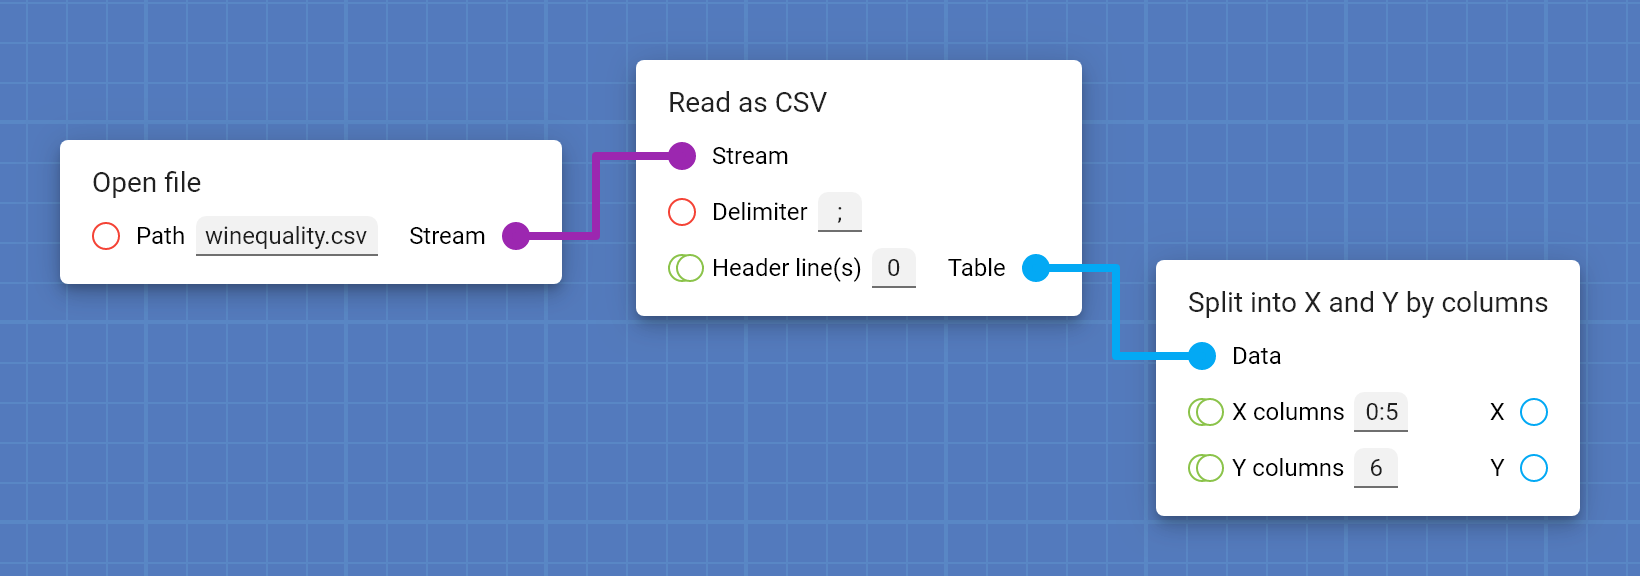 Open file
Path winequality.csv Stream
Read as CSV
Stream
Delimiter ;
Header line(s) 0 Table
Split into X and Y by columns
Data
X columns 0:5 X
Y columns 6 Y